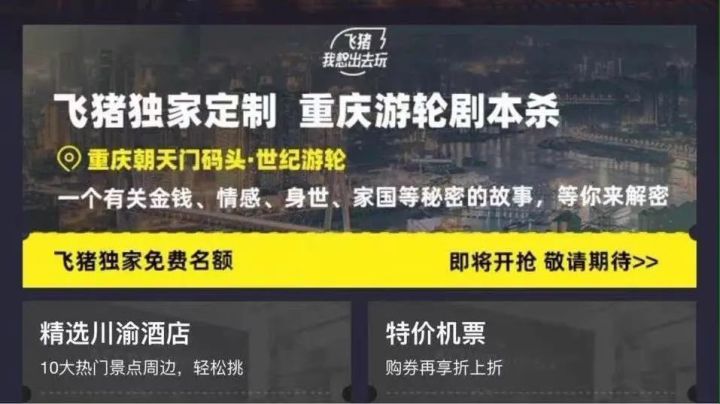 飞猪
我想出去玩
飞猪独家定制 重庆游轮剧本杀
重庆朝天门码头·世纪游轮
一个有关金钱、情感、身世、家国等秘密的故事，等你来解密
飞猪独家免费名额
即将开抢 敬请期待>>
精选川渝酒店
特价机票
10大热门景点周边，轻松挑
购券再享折上折